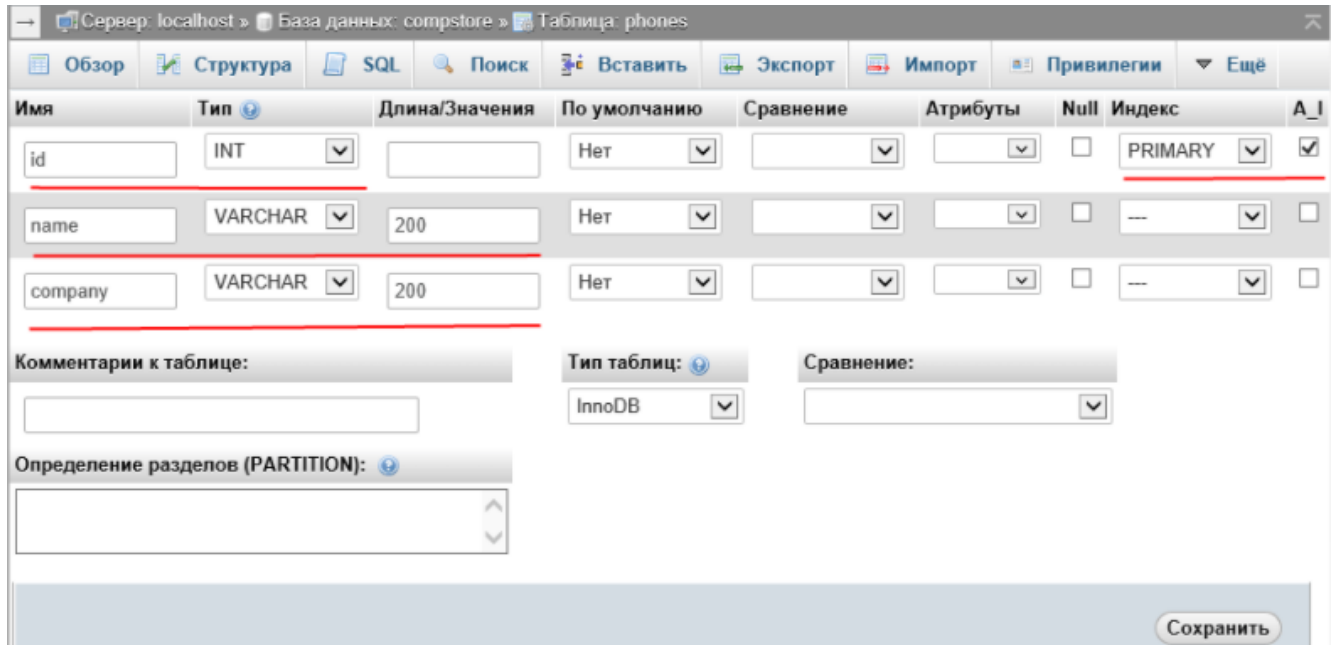 Сервер: localhost » База данных: compstore » Таблица: phones
Обзор Структура SQL Поиск Вставить Экспорт Импорт Привилегии Ещё
Имя Тип Длина/Значения По умолчанию Сравнение Атрибуты Null Индекс A_I
id INT Нет PRIMARY
name VARCHAR 200 Нет ---
company VARCHAR 200 Нет ---
Комментарии к таблице: Тип таблиц: Сравнение:
InnoDB
Определение разделов (PARTITION):
Сохранить